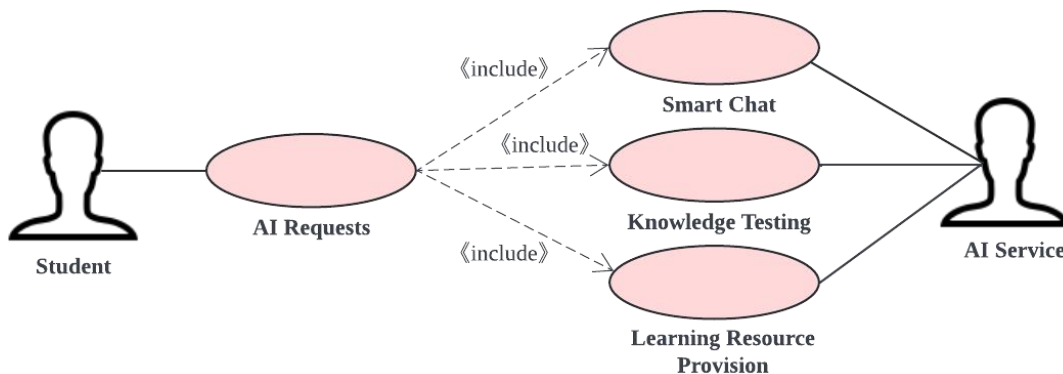 《include》
Smart Chat
《include》
AI Requests
Knowledge Testing
Student
《include》
AI Service
Learning Resource
Provision